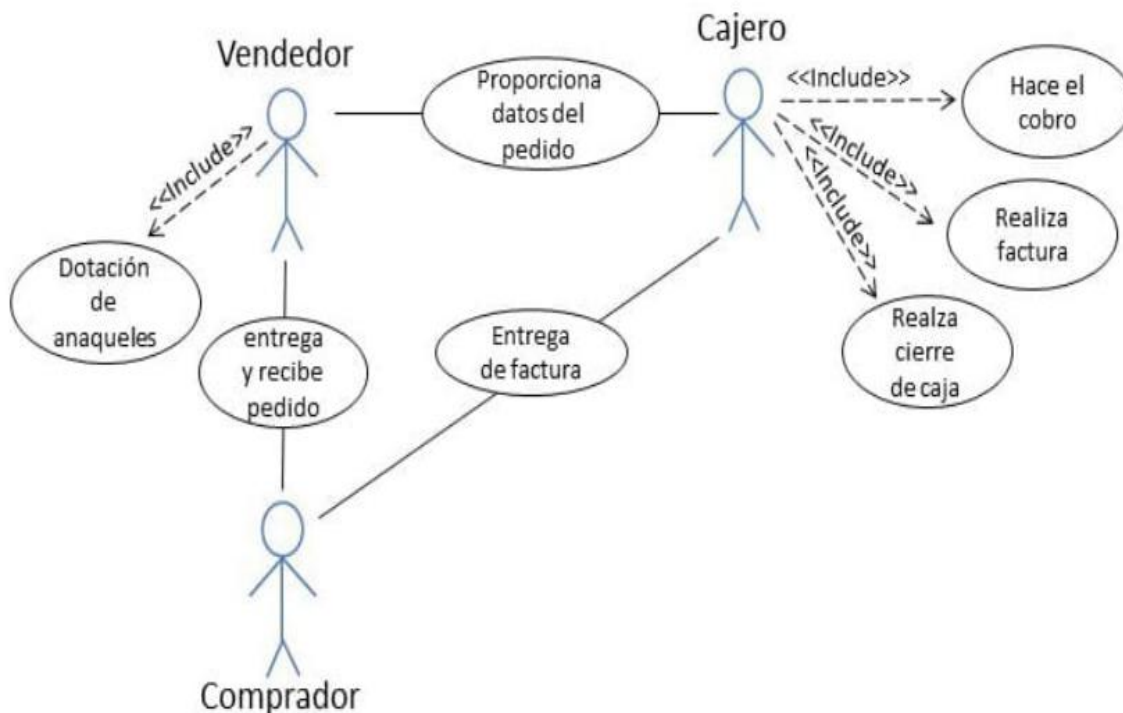 Vendedor
Cajero
Proporciona
datos del
pedido
<<Include>>
Hace el
cobro
<<Include>>
<<Include>>
<<Include>>
Realiza
factura
Dotación
de
anaqueles
entrega
y recibe
pedido
Entrega
de factura
Realza
cierre
de caja
Comprador